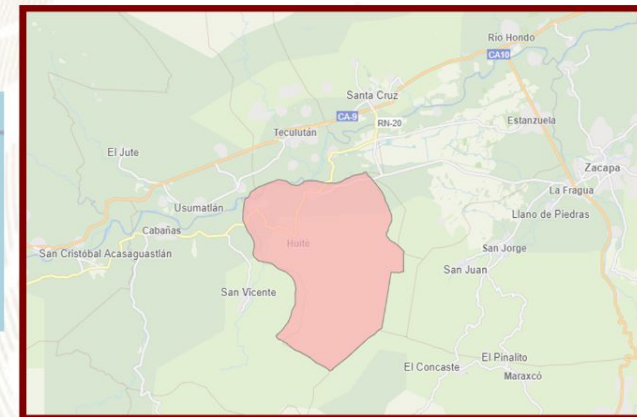 Río Hondo
CA10
Santa Cruz
CA-9
RN-20
Estanzuela
Teculután
El Jute
Zacapa
La Fragua
Usumatlán
Llano de Piedras
Cabañas
Huité
San Cristóbal Acasaguastlán
San Jorge
San Juan
San Vicente
El Pinalito
El Concaste
Maraxcó